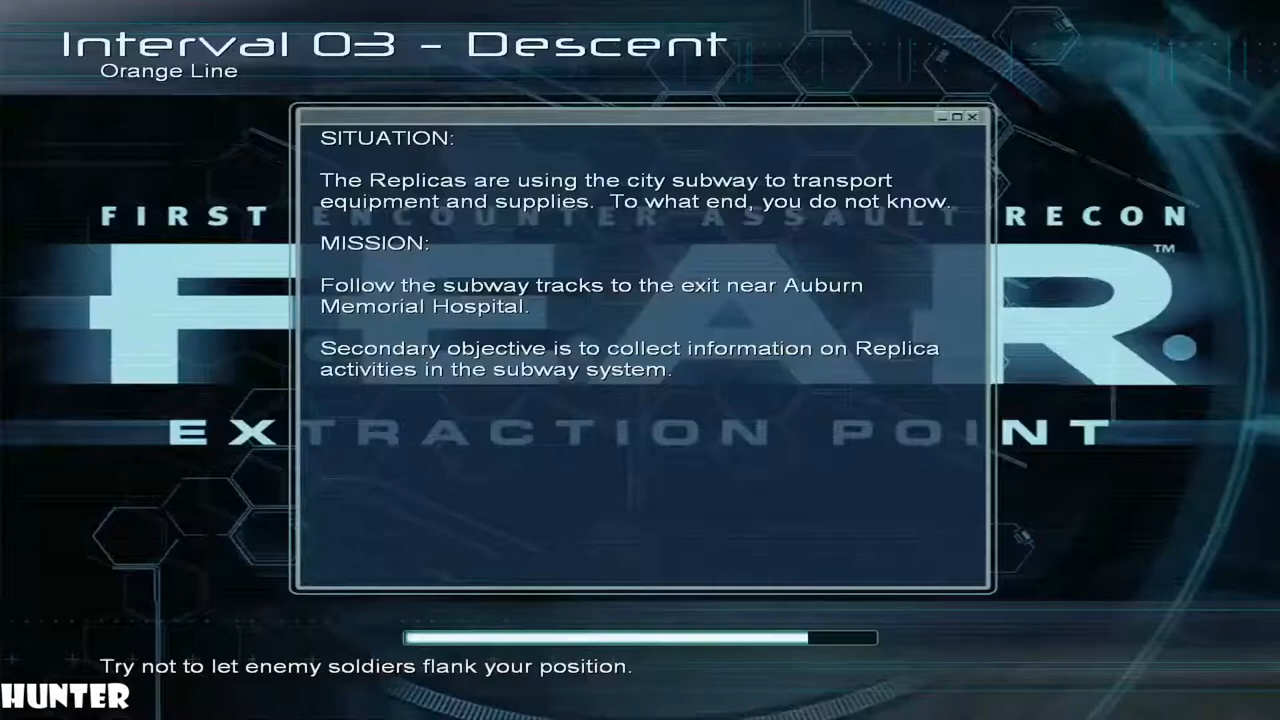 Interval 03 - Descent
Orange Line
SITUATION:
The Replicas are using the city subway to transport
equipment and supplies.  To what end, you do not know.
FIRST ENCOUNTER ASSAULT RECON
MISSION:
FEAR.™
Follow the subway tracks to the exit near Auburn
Memorial Hospital.
Secondary objective is to collect information on Replica
activities in the subway system.
EXTRACTION POINT
Try not to let enemy soldiers flank your position.
HUNTER